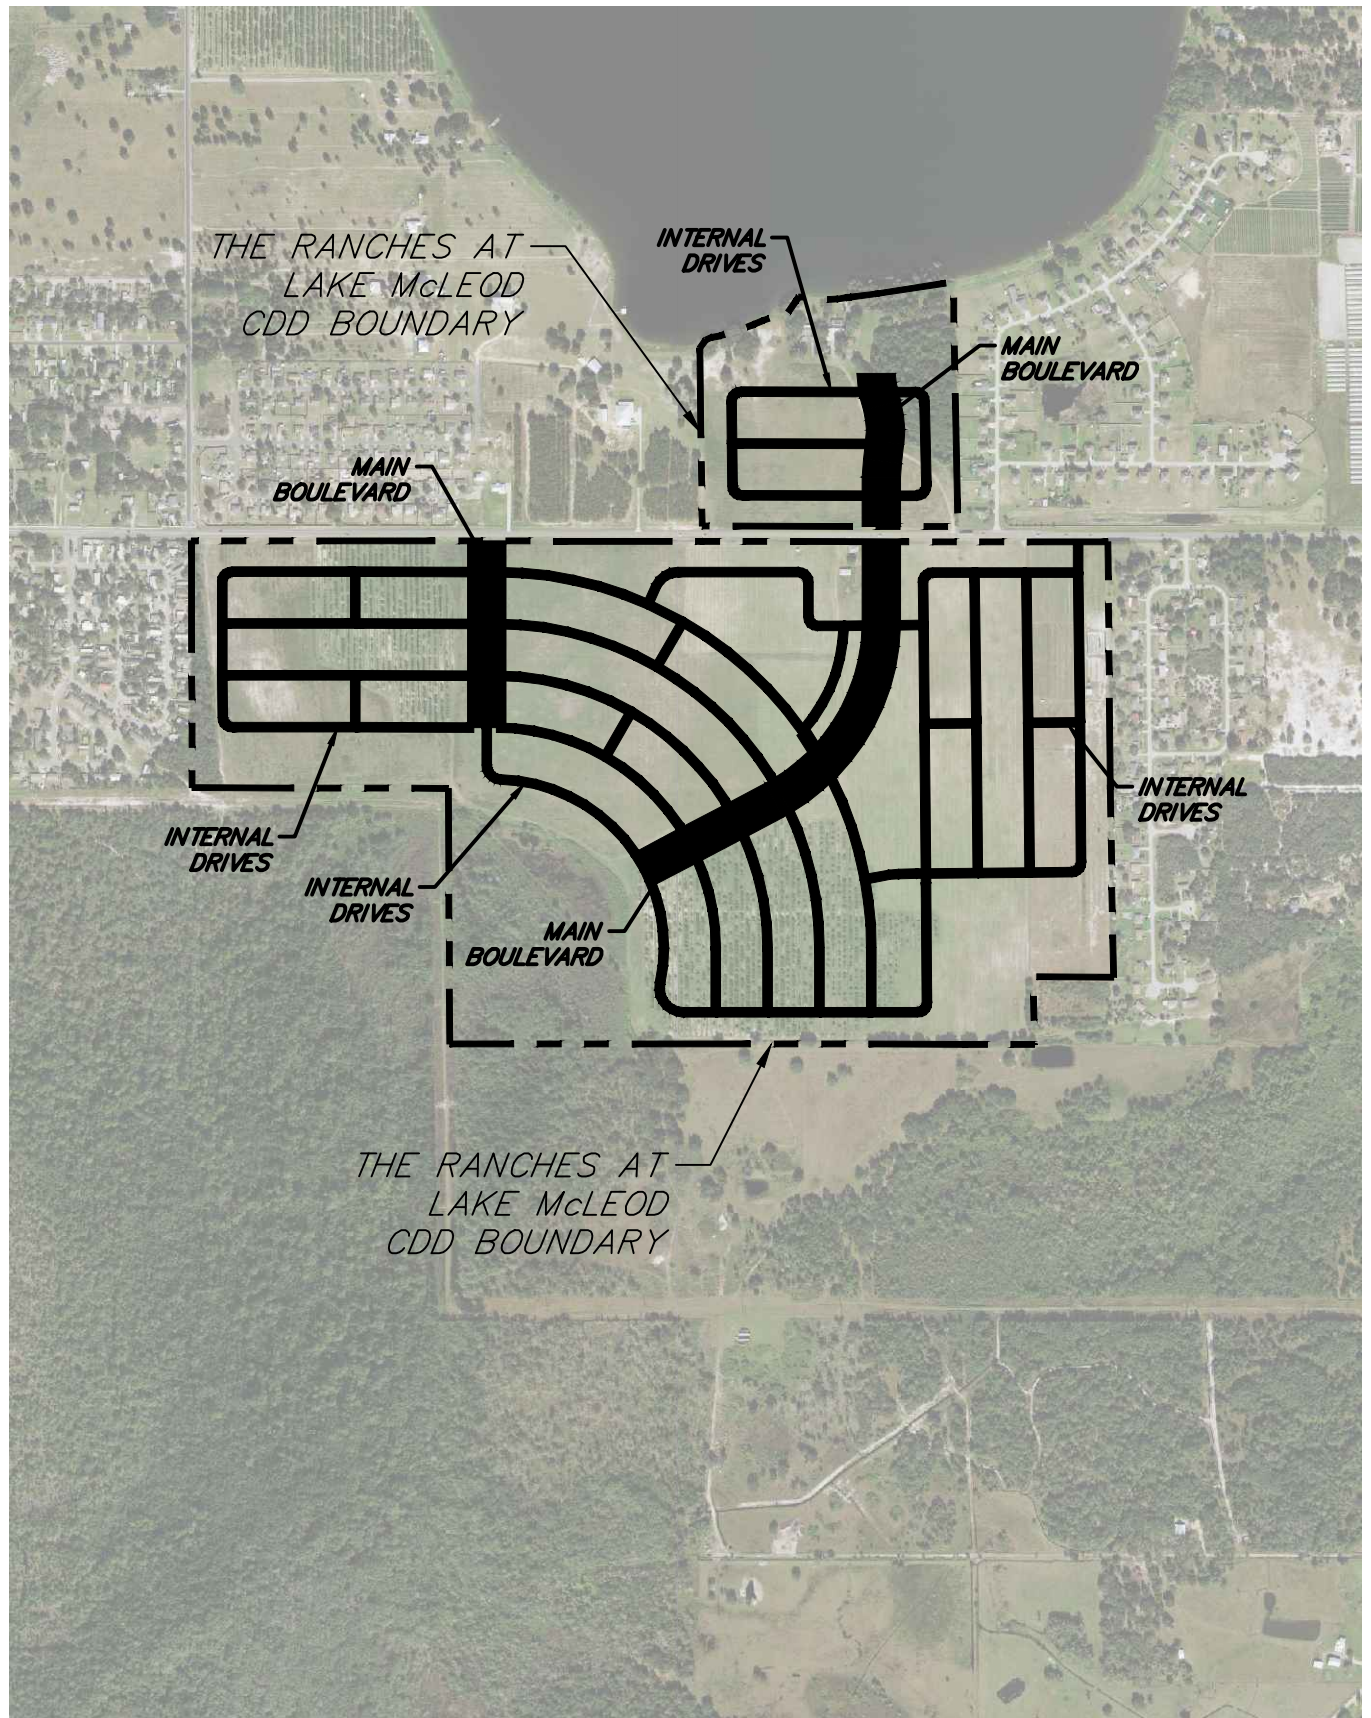 THE RANCHES AT
LAKE McLEOD
CDD BOUNDARY
INTERNAL
DRIVES
MAIN
BOULEVARD
MAIN
BOULEVARD
INTERNAL
DRIVES
INTERNAL
DRIVES
INTERNAL
DRIVES
MAIN
BOULEVARD
THE RANCHES AT
LAKE McLEOD
CDD BOUNDARY